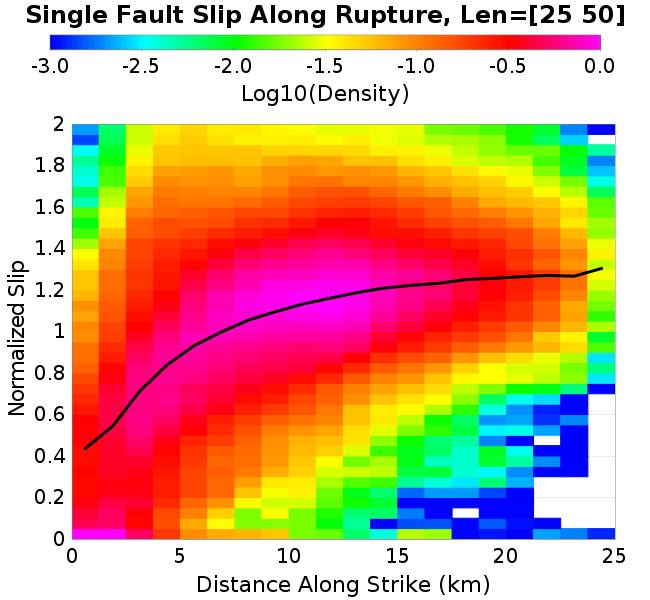 Single Fault Slip Along Rupture, Len=[25 50]
-3.0 -2.5 -2.0 -1.5 -1.0 -0.5 0.0
Log10(Density)
2
1.8
1.6
1.4
1.2
1
0.8
0.6
0.4
0.2
0
Normalized Slip
0 5 10 15 20 25
Distance Along Strike (km)